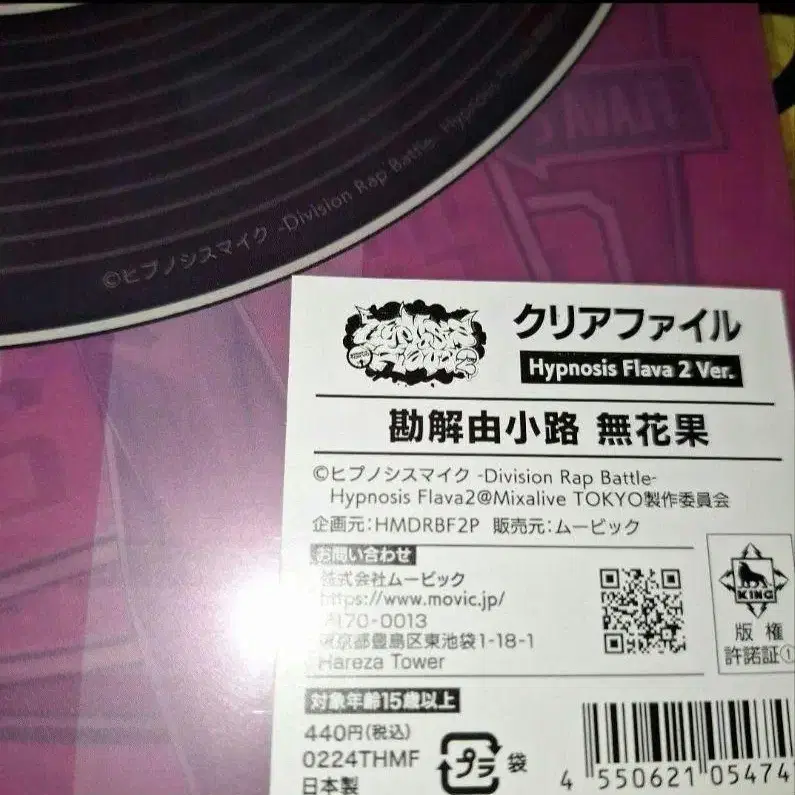 FLAVA
©ヒプノシスマイク -Division Rap Battle- Hypnosis Flava
クリアファイル
Hypnosis Flava 2 Ver.
勘解由小路 無花果
©ヒプノシスマイク -Division Rap Battle-
Hypnosis Flava2@Mixalive TOKYO製作委員会
企画元:HMDRBF2P 販売元:ムービック
お問い合わせ
株式会社ムービック
https://www.movic.jp/
〒170-0013
東京都豊島区東池袋1-18-1
Hareza Tower
KING
版権
許諾証①
対象年齢15歳以上
440円(税込)
0224THMF
日本製
プラ 袋
4 550621 05474